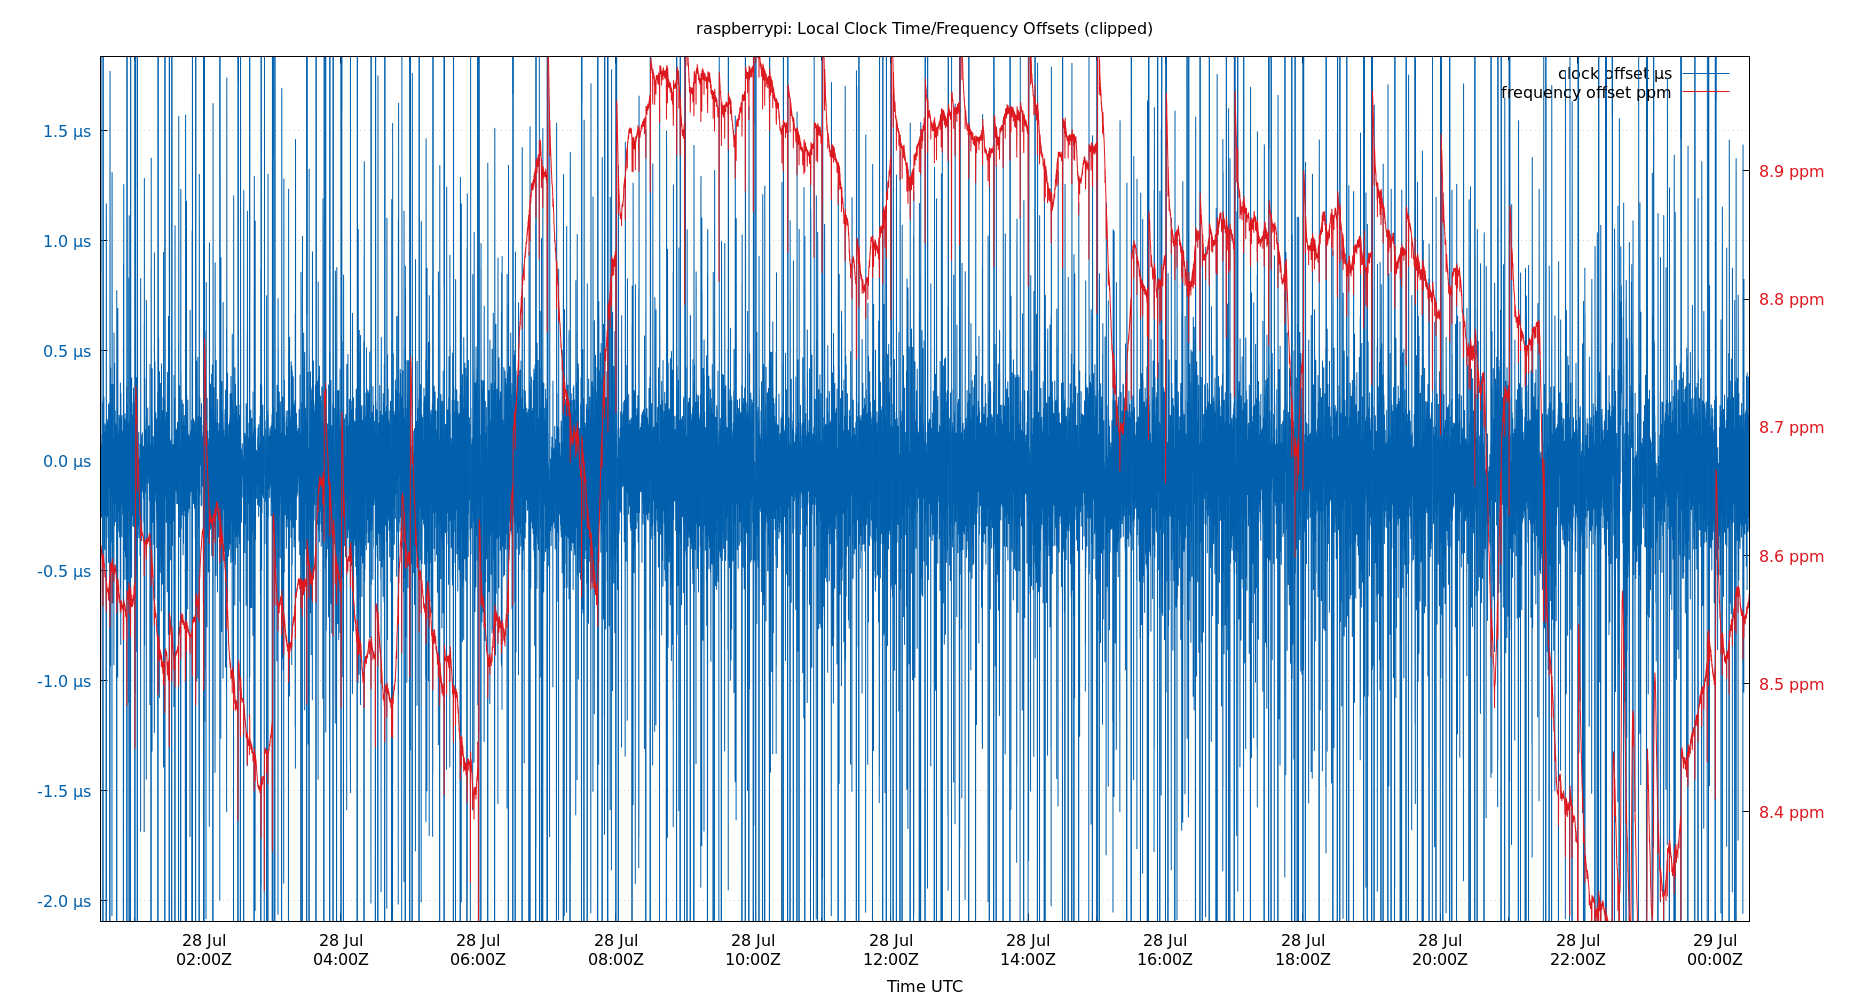 raspberrypi: Local Clock Time/Frequency Offsets (clipped)
clock offset µs
frequency offset ppm
1.5 µs
1.0 µs
0.5 µs
0.0 µs
-0.5 µs
-1.0 µs
-1.5 µs
-2.0 µs
8.9 ppm
8.8 ppm
8.7 ppm
8.6 ppm
8.5 ppm
8.4 ppm
28 Jul 28 Jul 28 Jul 28 Jul 28 Jul 28 Jul 28 Jul 28 Jul 28 Jul 28 Jul 28 Jul 29 Jul
02:00Z 04:00Z 06:00Z 08:00Z 10:00Z 12:00Z 14:00Z 16:00Z 18:00Z 20:00Z 22:00Z 00:00Z
Time UTC